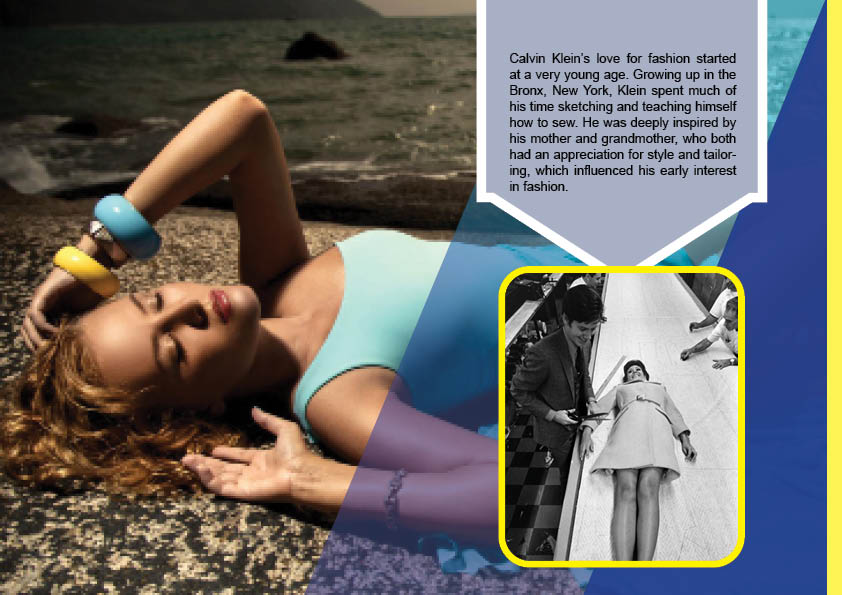 Calvin Klein’s love for fashion started
at a very young age. Growing up in the
Bronx, New York, Klein spent much of
his time sketching and teaching himself
how to sew. He was deeply inspired by
his mother and grandmother, who both
had an appreciation for style and tailor-
ing, which influenced his early interest
in fashion.